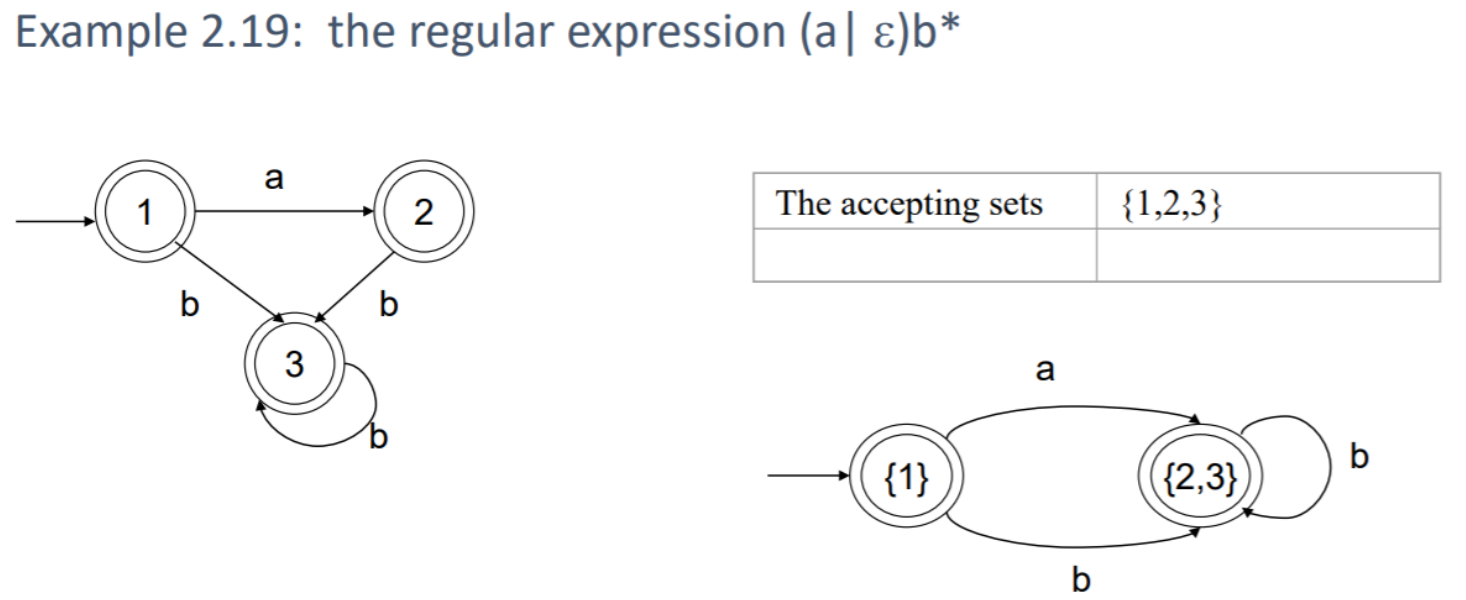 Example 2.19: the regular expression (a| ε)b*
a
1
2
b
b
3
b
The accepting sets {1,2,3}
a
{1}
{2,3}
b
b